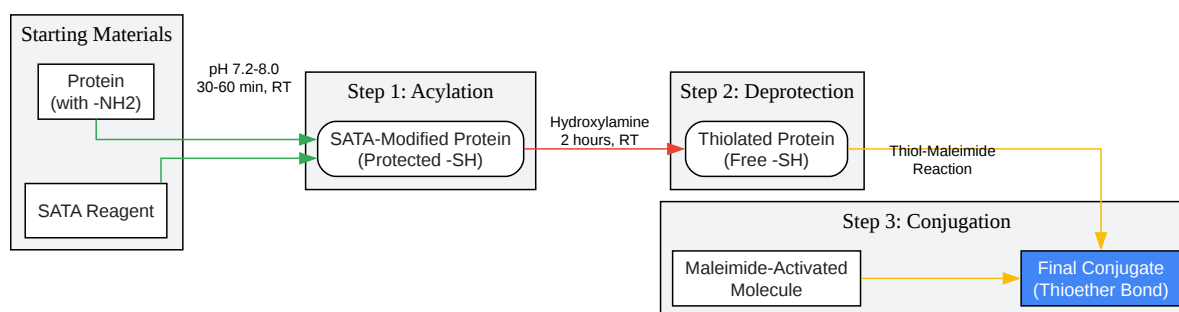 Starting Materials
Protein
(with -NH2)
SATA Reagent
pH 7.2-8.0
30-60 min, RT
Step 1: Acylation
SATA-Modified Protein
(Protected -SH)
Hydroxylamine
2 hours, RT
Step 2: Deprotection
Thiolated Protein
(Free -SH)
Thiol-Maleimide
Reaction
Step 3: Conjugation
Maleimide-Activated
Molecule
Final Conjugate
(Thioether Bond)